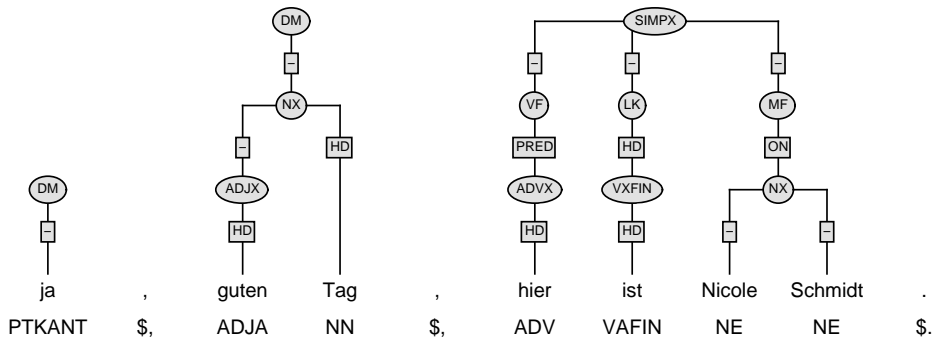 DM SIMPX
– – – –
NX VF LK MF
– HD PRED HD ON
DM ADJX ADVX VXFIN NX
– HD HD HD – –
ja , guten Tag , hier ist Nicole Schmidt .
PTKANT $, ADJA NN $, ADV VAFIN NE NE $.